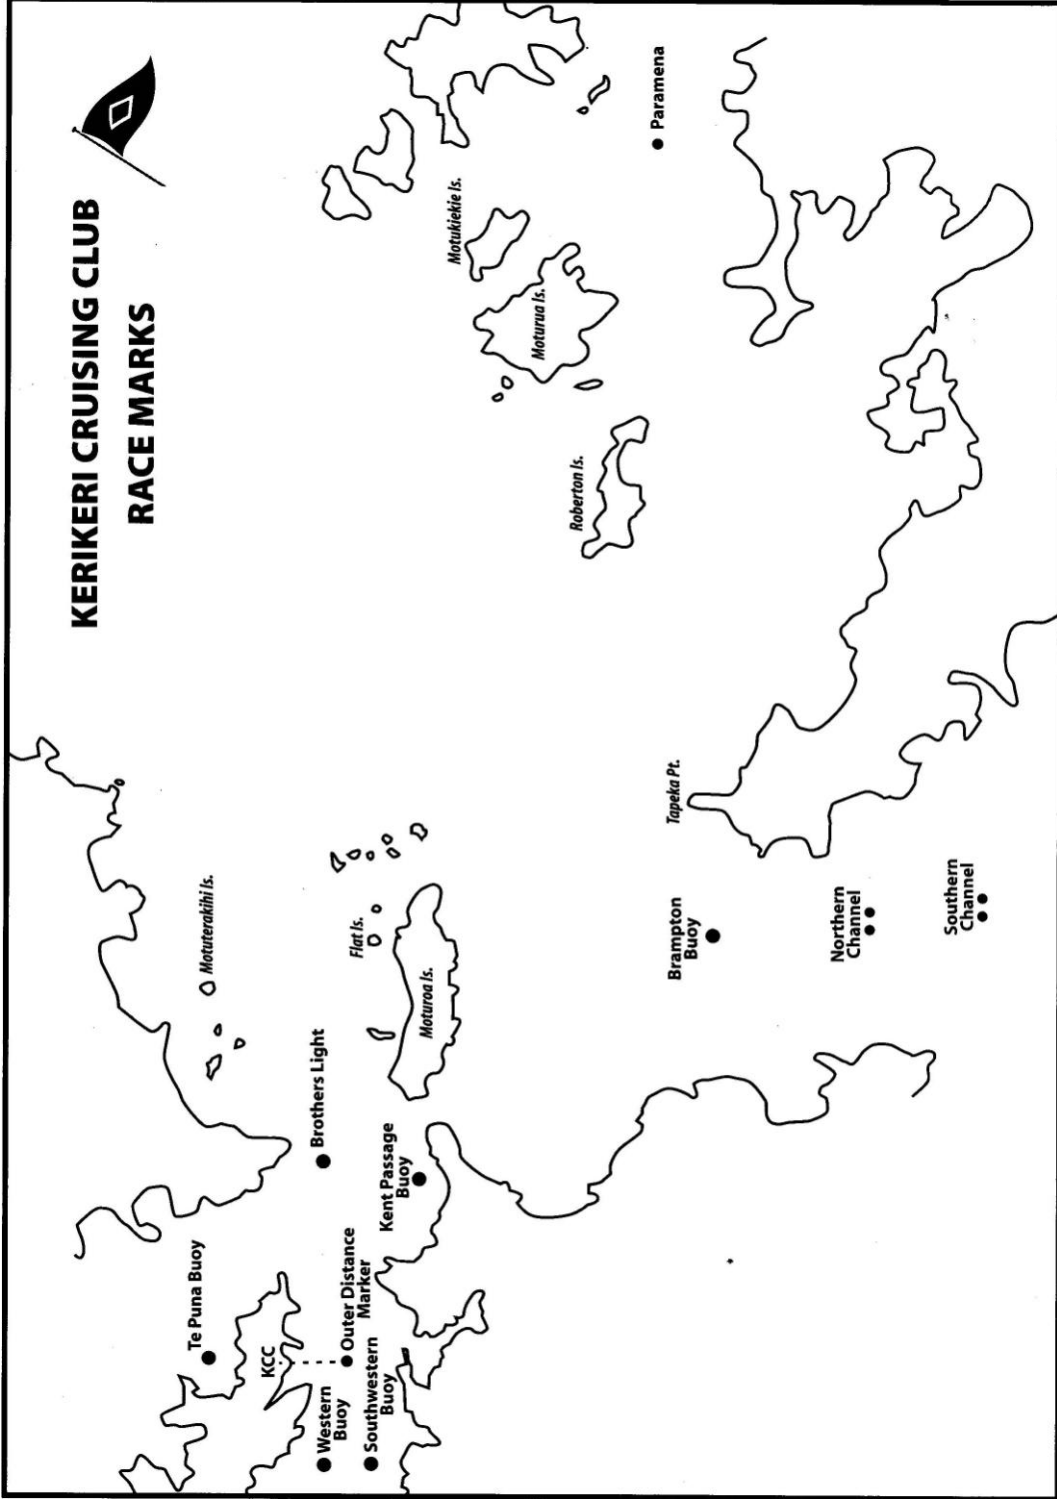 KERIKERI CRUISING CLUB
RACE MARKS
Te Puna Buoy
KCC
Western
Buoy
Outer Distance
Marker
Southwestern
Buoy
Brothers Light
Kent Passage
Buoy
Motuterakihi Is.
Flat Is.
Moturoa Is.
Brampton
Buoy
Northern
Channel
Southern
Channel
Tapeka Pt.
Roberton Is.
Moturua Is.
Motukiekie Is.
Paramena